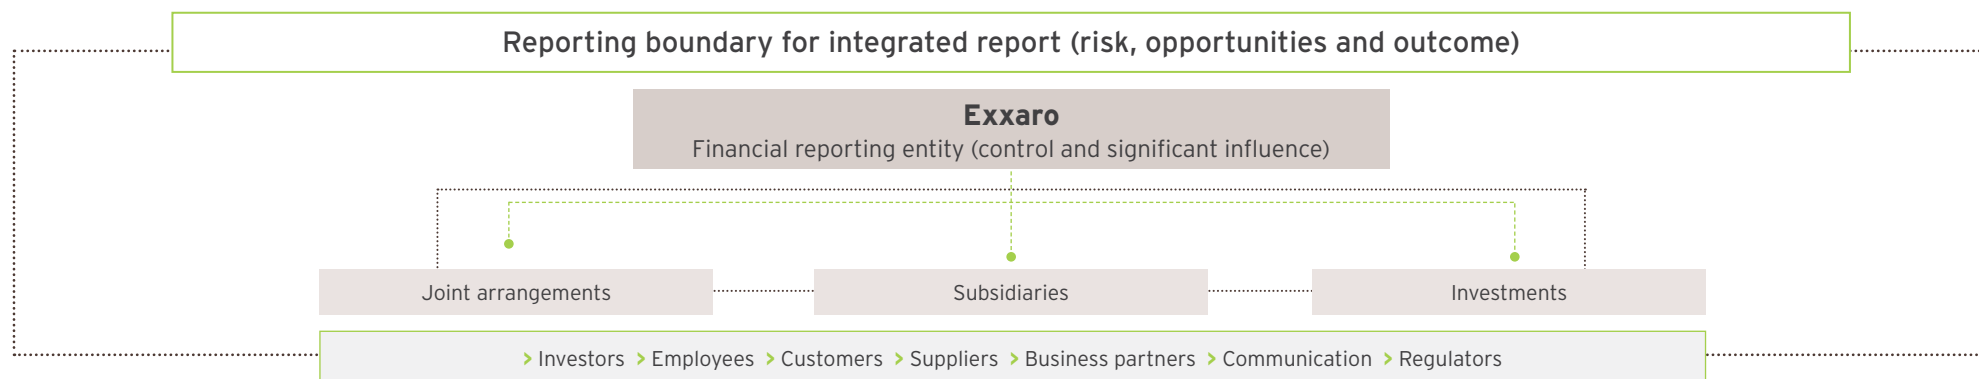 Reporting boundary for integrated report (risk, opportunities and outcome)
Exxaro
Financial reporting entity (control and significant influence)
Joint arrangements
Subsidiaries
Investments
> Investors > Employees > Customers > Suppliers > Business partners > Communication > Regulators